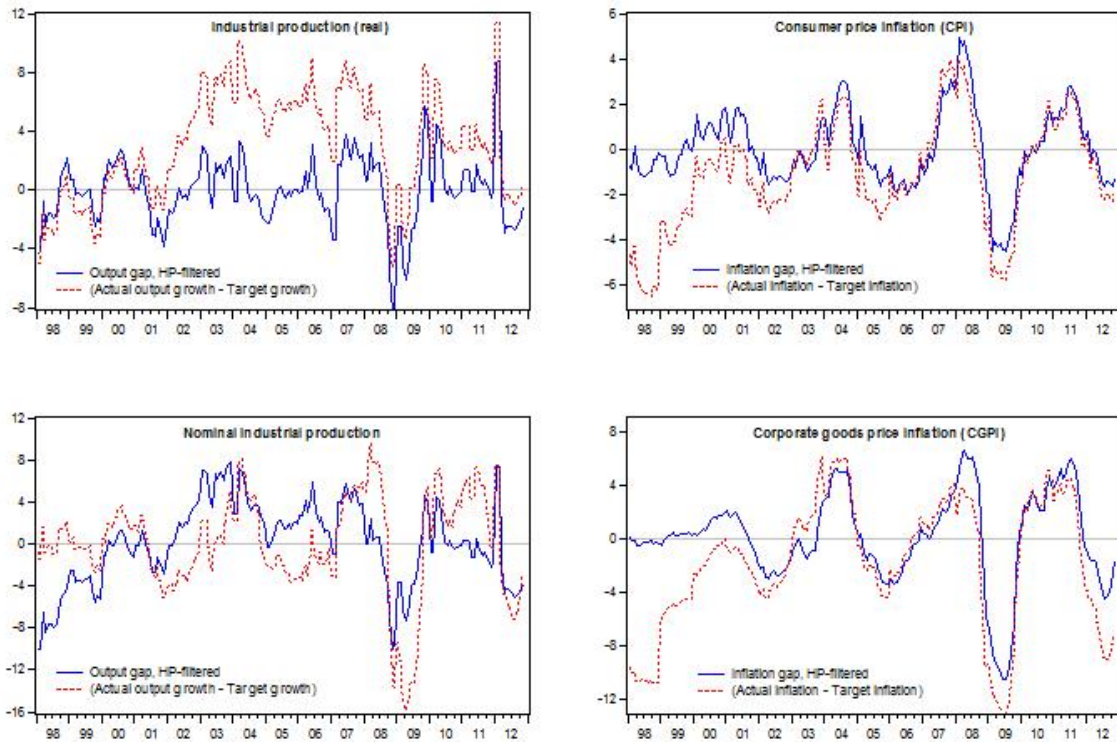 Industrial production (real)
12
8
4
0
-4
-8
Output gap, HP-filtered
(Actual output growth - Target growth)
98 99 00 01 02 03 04 05 06 07 08 09 10 11 12
Consumer price inflation (CPI)
6
4
2
0
-2
-4
-6
Inflation gap, HP-filtered
(Actual inflation - Target inflation)
98 99 00 01 02 03 04 05 06 07 08 09 10 11 12
Nominal industrial production
12
8
4
0
-4
-8
-12
-16
Output gap, HP-filtered
(Actual output growth - Target growth)
98 99 00 01 02 03 04 05 06 07 08 09 10 11 12
Corporate goods price inflation (CGPI)
8
4
0
-4
-8
-12
Inflation gap, HP-filtered
(Actual inflation - Target inflation)
98 99 00 01 02 03 04 05 06 07 08 09 10 11 12